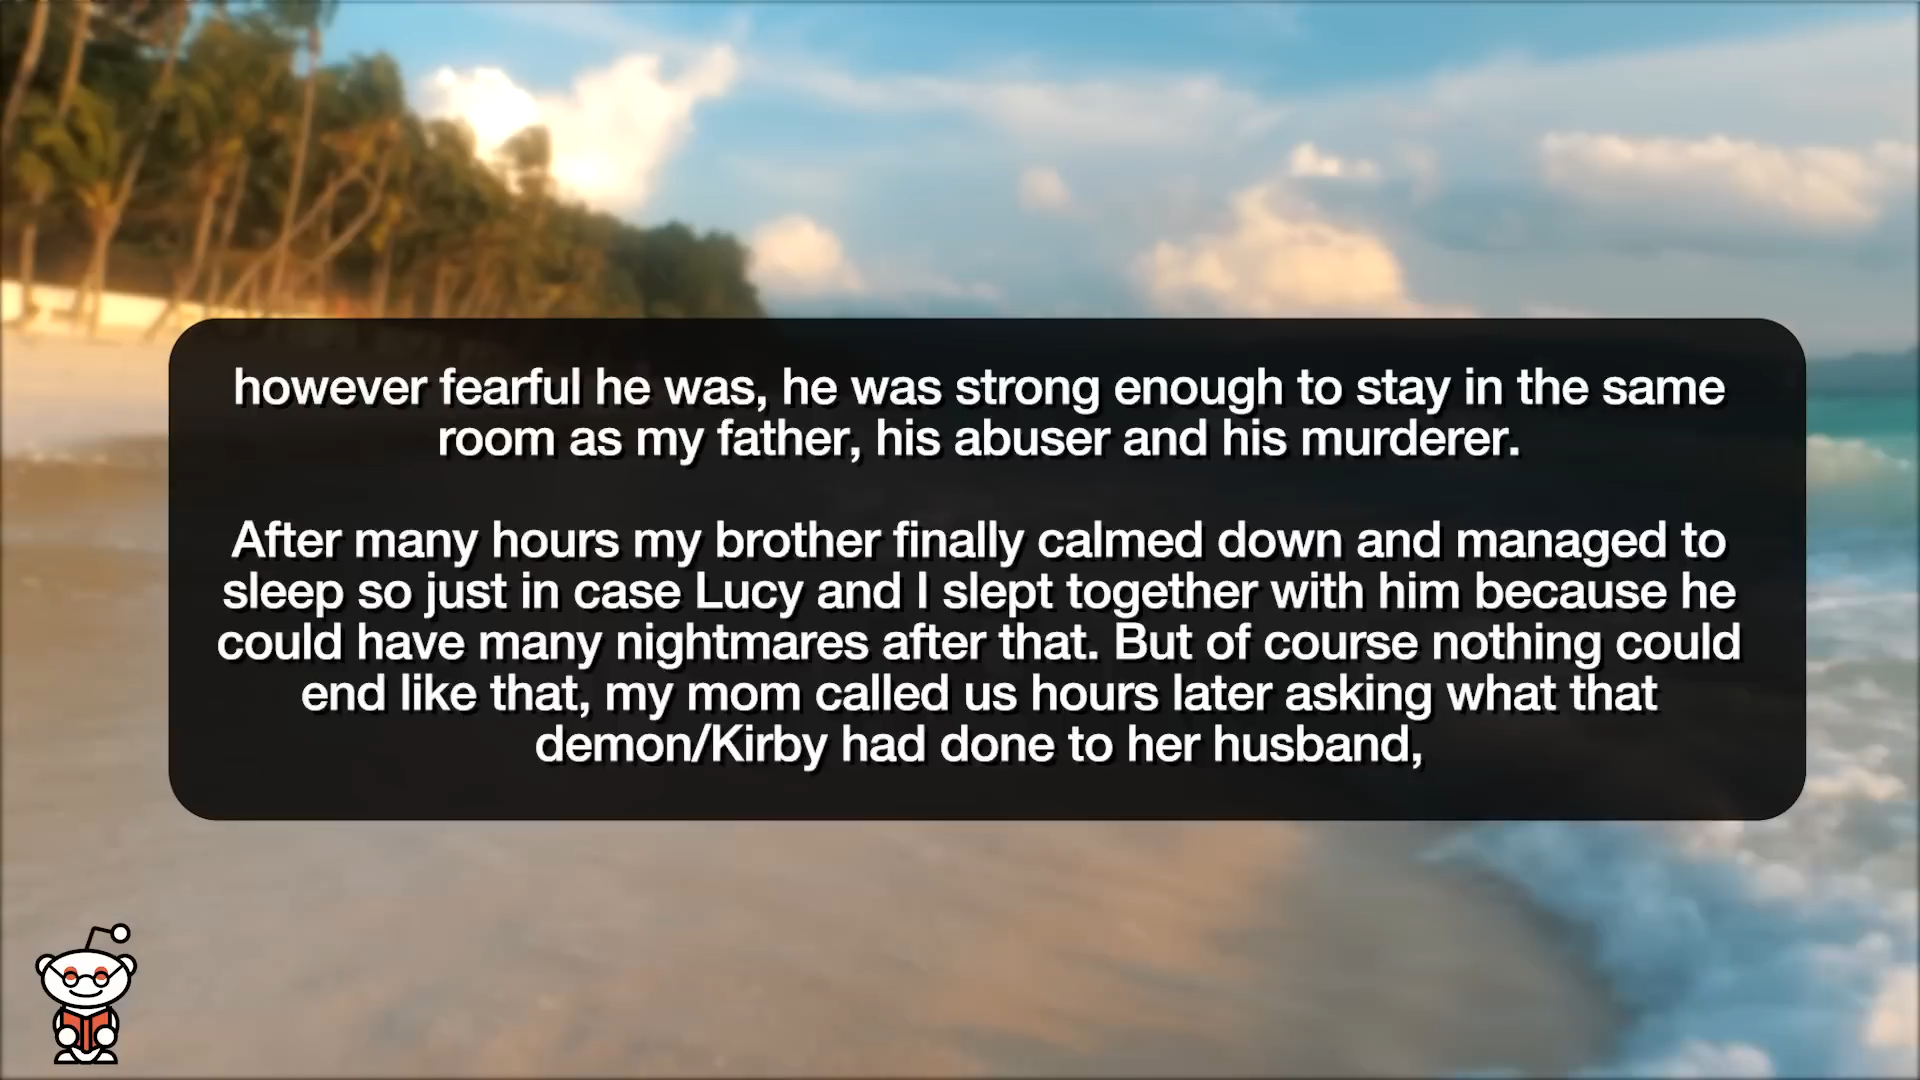 however fearful he was, he was strong enough to stay in the same
room as my father, his abuser and his murderer.
After many hours my brother finally calmed down and managed to
sleep so just in case Lucy and I slept together with him because he
could have many nightmares after that. But of course nothing could
end like that, my mom called us hours later asking what that
demon/Kirby had done to her husband,